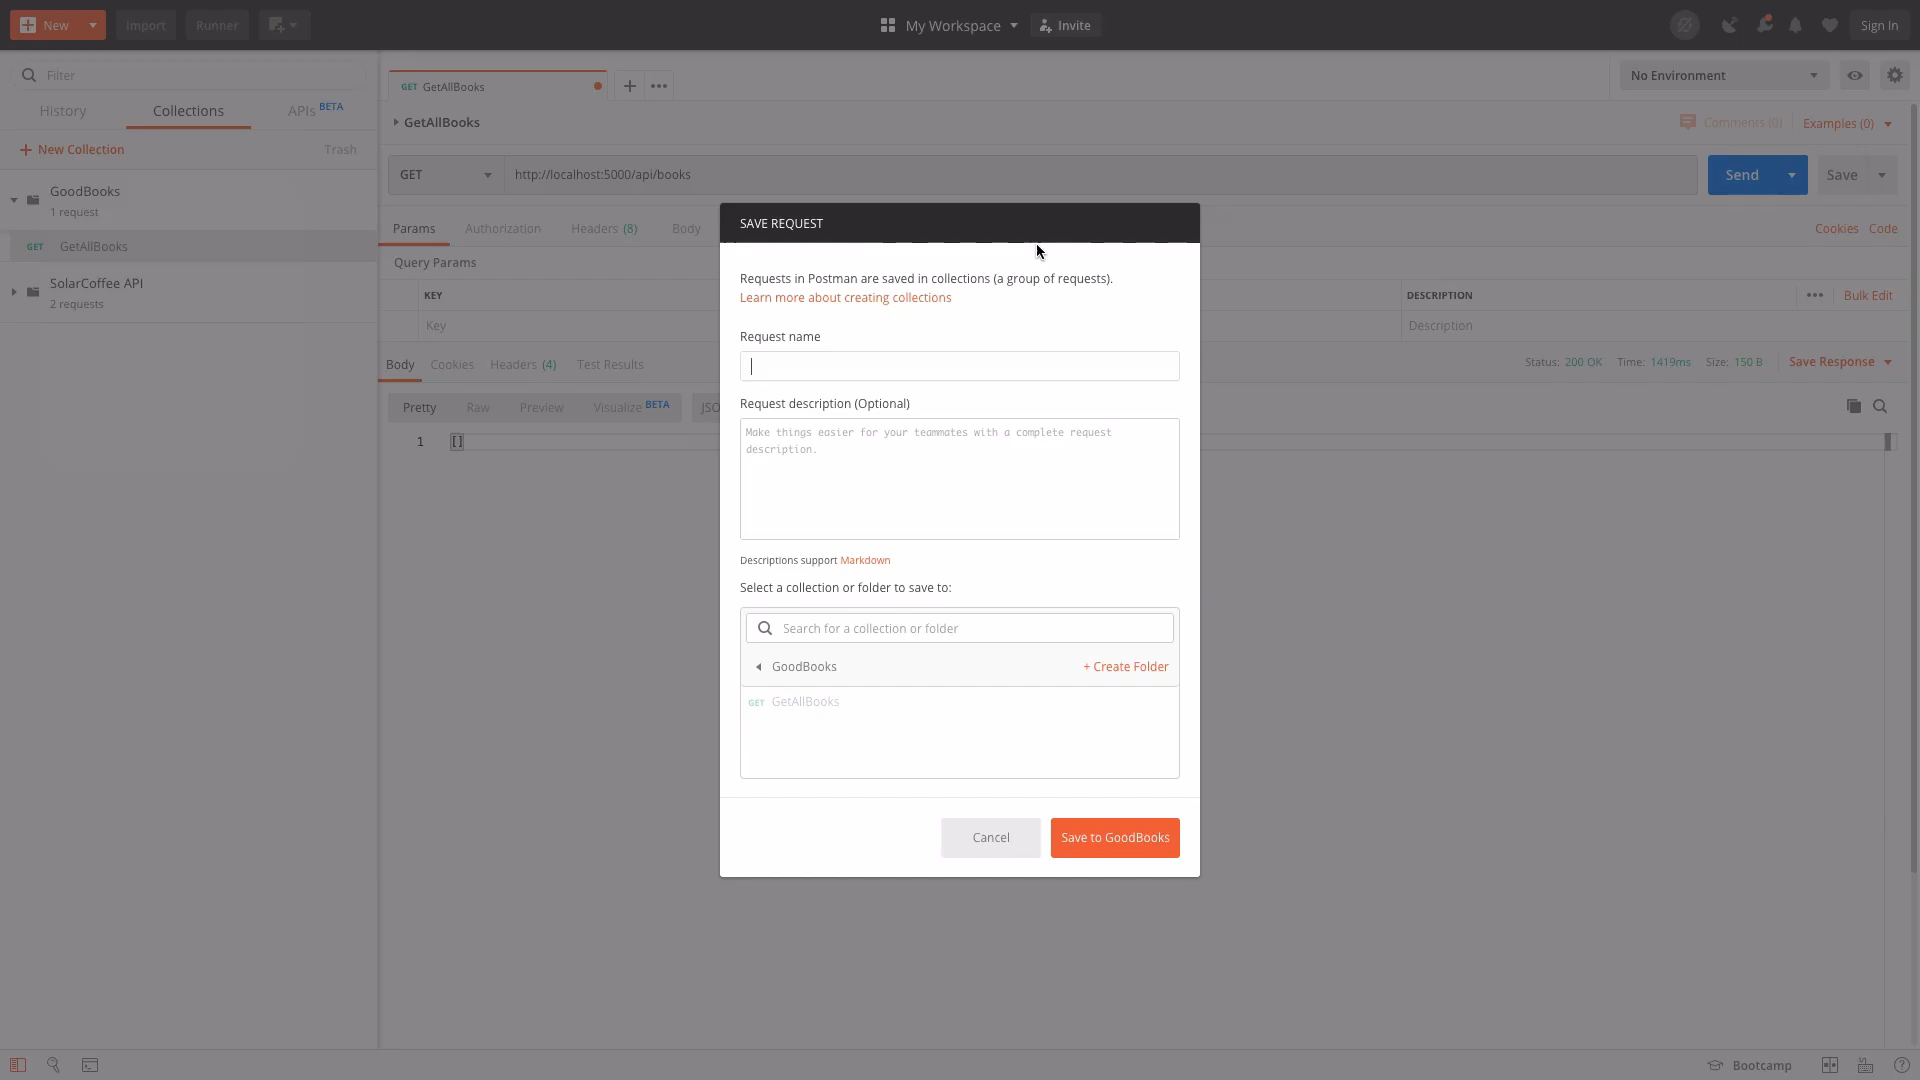 New
Import
Runner
My Workspace
Invite
Sign In
Filter
History
Collections
APIs BETA
+ New Collection
Trash
GoodBooks
1 request
GET GetAllBooks
SolarCoffee API
2 requests
GET GetAllBooks
No Environment
GetAllBooks
Comments (0)
Examples (0)
GET
http://localhost:5000/api/books
Send
Save
Params
Authorization
Headers (8)
Body
Cookies
Code
Query Params
KEY
DESCRIPTION
Bulk Edit
Key
Description
Body
Cookies
Headers (4)
Test Results
Status: 200 OK
Time: 1419ms
Size: 150 B
Save Response
Pretty
Raw
Preview
Visualize BETA
JSO
1
[]
SAVE REQUEST
Requests in Postman are saved in collections (a group of requests).
Learn more about creating collections
Request name
Request description (Optional)
Make things easier for your teammates with a complete request
description.
Descriptions support Markdown
Select a collection or folder to save to:
Search for a collection or folder
GoodBooks
+ Create Folder
GET GetAllBooks
Cancel
Save to GoodBooks
Bootcamp